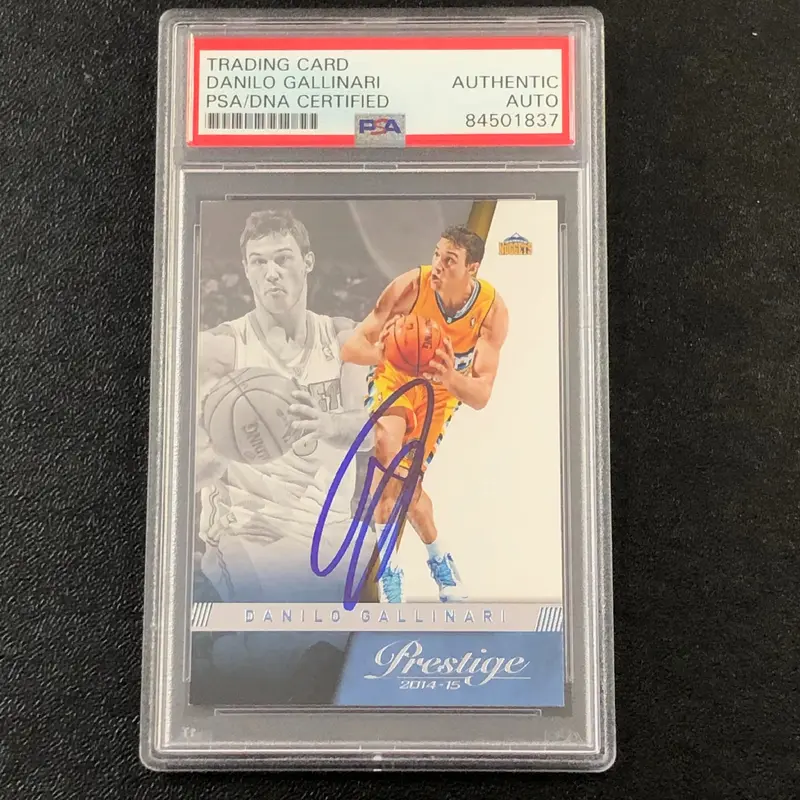 TRADING CARD
DANILO GALLINARI AUTHENTIC
PSA/DNA CERTIFIED AUTO
PSA 84501837
NUGGETS
DANILO GALLINARI
Prestige
2014-15